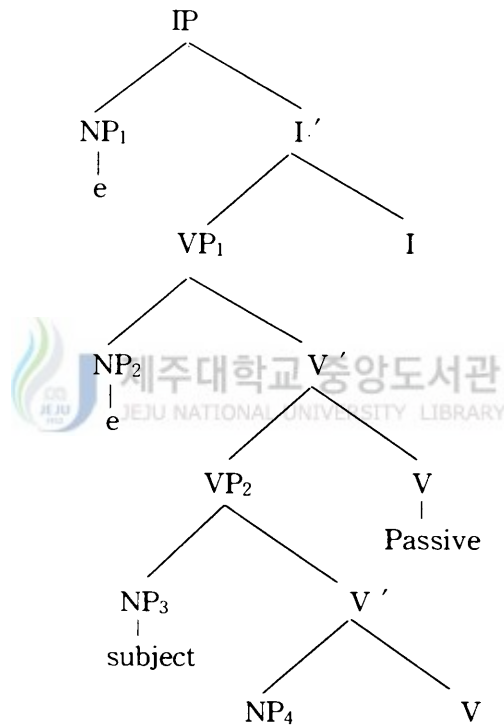 IP
NP₁ I′
e
VP₁ I
NP₂ V′
제주대학교 중앙도서관
JEJU NATIONAL UNIVERSITY LIBRARY
e
VP₂ V
Passive
NP₃ V′
subject
NP₄ V